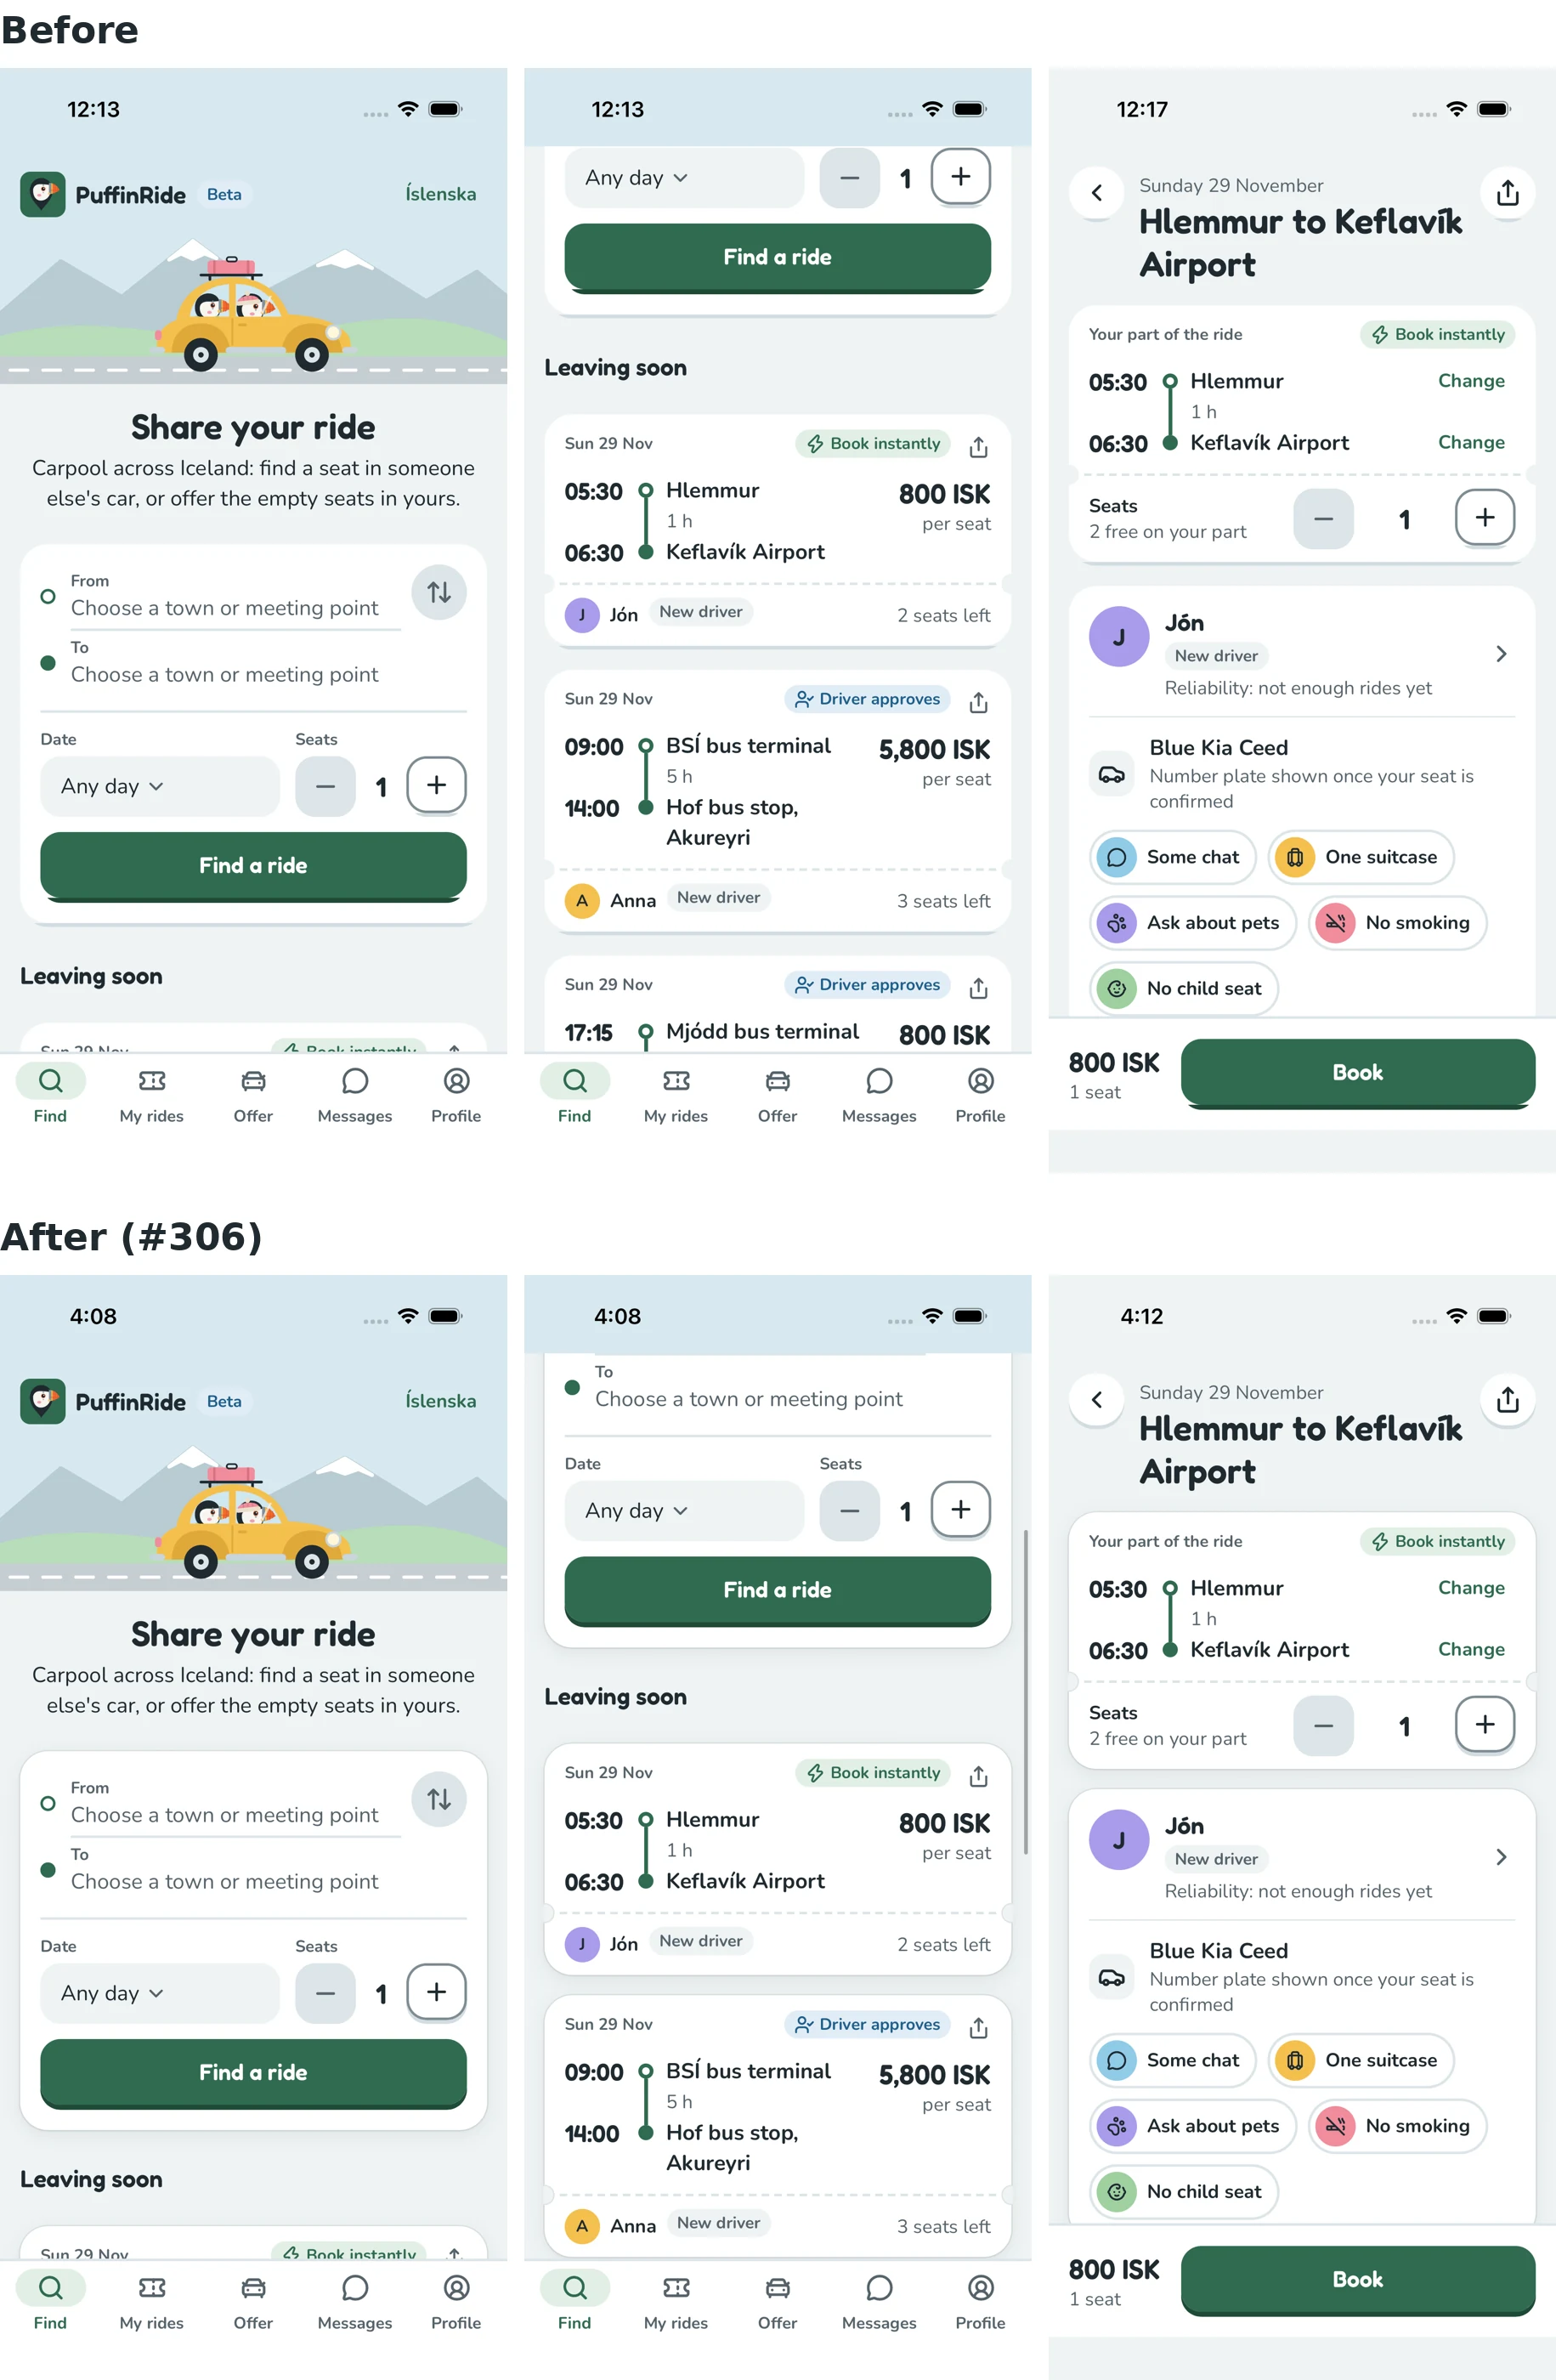 Before
12:13
PuffinRide Beta Íslenska
Share your ride
Carpool across Iceland: find a seat in someone
else's car, or offer the empty seats in yours.
From
Choose a town or meeting point
To
Choose a town or meeting point
Date Seats
Any day 1
Find a ride
Leaving soon
Sun 29 Nov Book instantly
Find My rides Offer Messages Profile
12:13
Any day 1
Find a ride
Leaving soon
Sun 29 Nov Book instantly
05:30 Hlemmur 800 ISK
1 h per seat
06:30 Keflavík Airport
J Jón New driver 2 seats left
Sun 29 Nov Driver approves
09:00 BSÍ bus terminal 5,800 ISK
5 h per seat
14:00 Hof bus stop,
Akureyri
A Anna New driver 3 seats left
Sun 29 Nov Driver approves
17:15 Mjódd bus terminal 800 ISK
Find My rides Offer Messages Profile
12:17
Sunday 29 November
Hlemmur to Keflavík
Airport
Your part of the ride Book instantly
05:30 Hlemmur Change
1 h
06:30 Keflavík Airport Change
Seats
2 free on your part 1
J Jón
New driver
Reliability: not enough rides yet
Blue Kia Ceed
Number plate shown once your seat is
confirmed
Some chat One suitcase
Ask about pets No smoking
No child seat
800 ISK
1 seat
Book
After (#306)
4:08
PuffinRide Beta Íslenska
Share your ride
Carpool across Iceland: find a seat in someone
else's car, or offer the empty seats in yours.
From
Choose a town or meeting point
To
Choose a town or meeting point
Date Seats
Any day 1
Find a ride
Leaving soon
Sun 29 Nov Book instantly
Find My rides Offer Messages Profile
4:08
To
Choose a town or meeting point
Date Seats
Any day 1
Find a ride
Leaving soon
Sun 29 Nov Book instantly
05:30 Hlemmur 800 ISK
1 h per seat
06:30 Keflavík Airport
J Jón New driver 2 seats left
Sun 29 Nov Driver approves
09:00 BSÍ bus terminal 5,800 ISK
5 h per seat
14:00 Hof bus stop,
Akureyri
A Anna New driver 3 seats left
Find My rides Offer Messages Profile
4:12
Sunday 29 November
Hlemmur to Keflavík
Airport
Your part of the ride Book instantly
05:30 Hlemmur Change
1 h
06:30 Keflavík Airport Change
Seats
2 free on your part 1
J Jón
New driver
Reliability: not enough rides yet
Blue Kia Ceed
Number plate shown once your seat is
confirmed
Some chat One suitcase
Ask about pets No smoking
No child seat
800 ISK
1 seat
Book